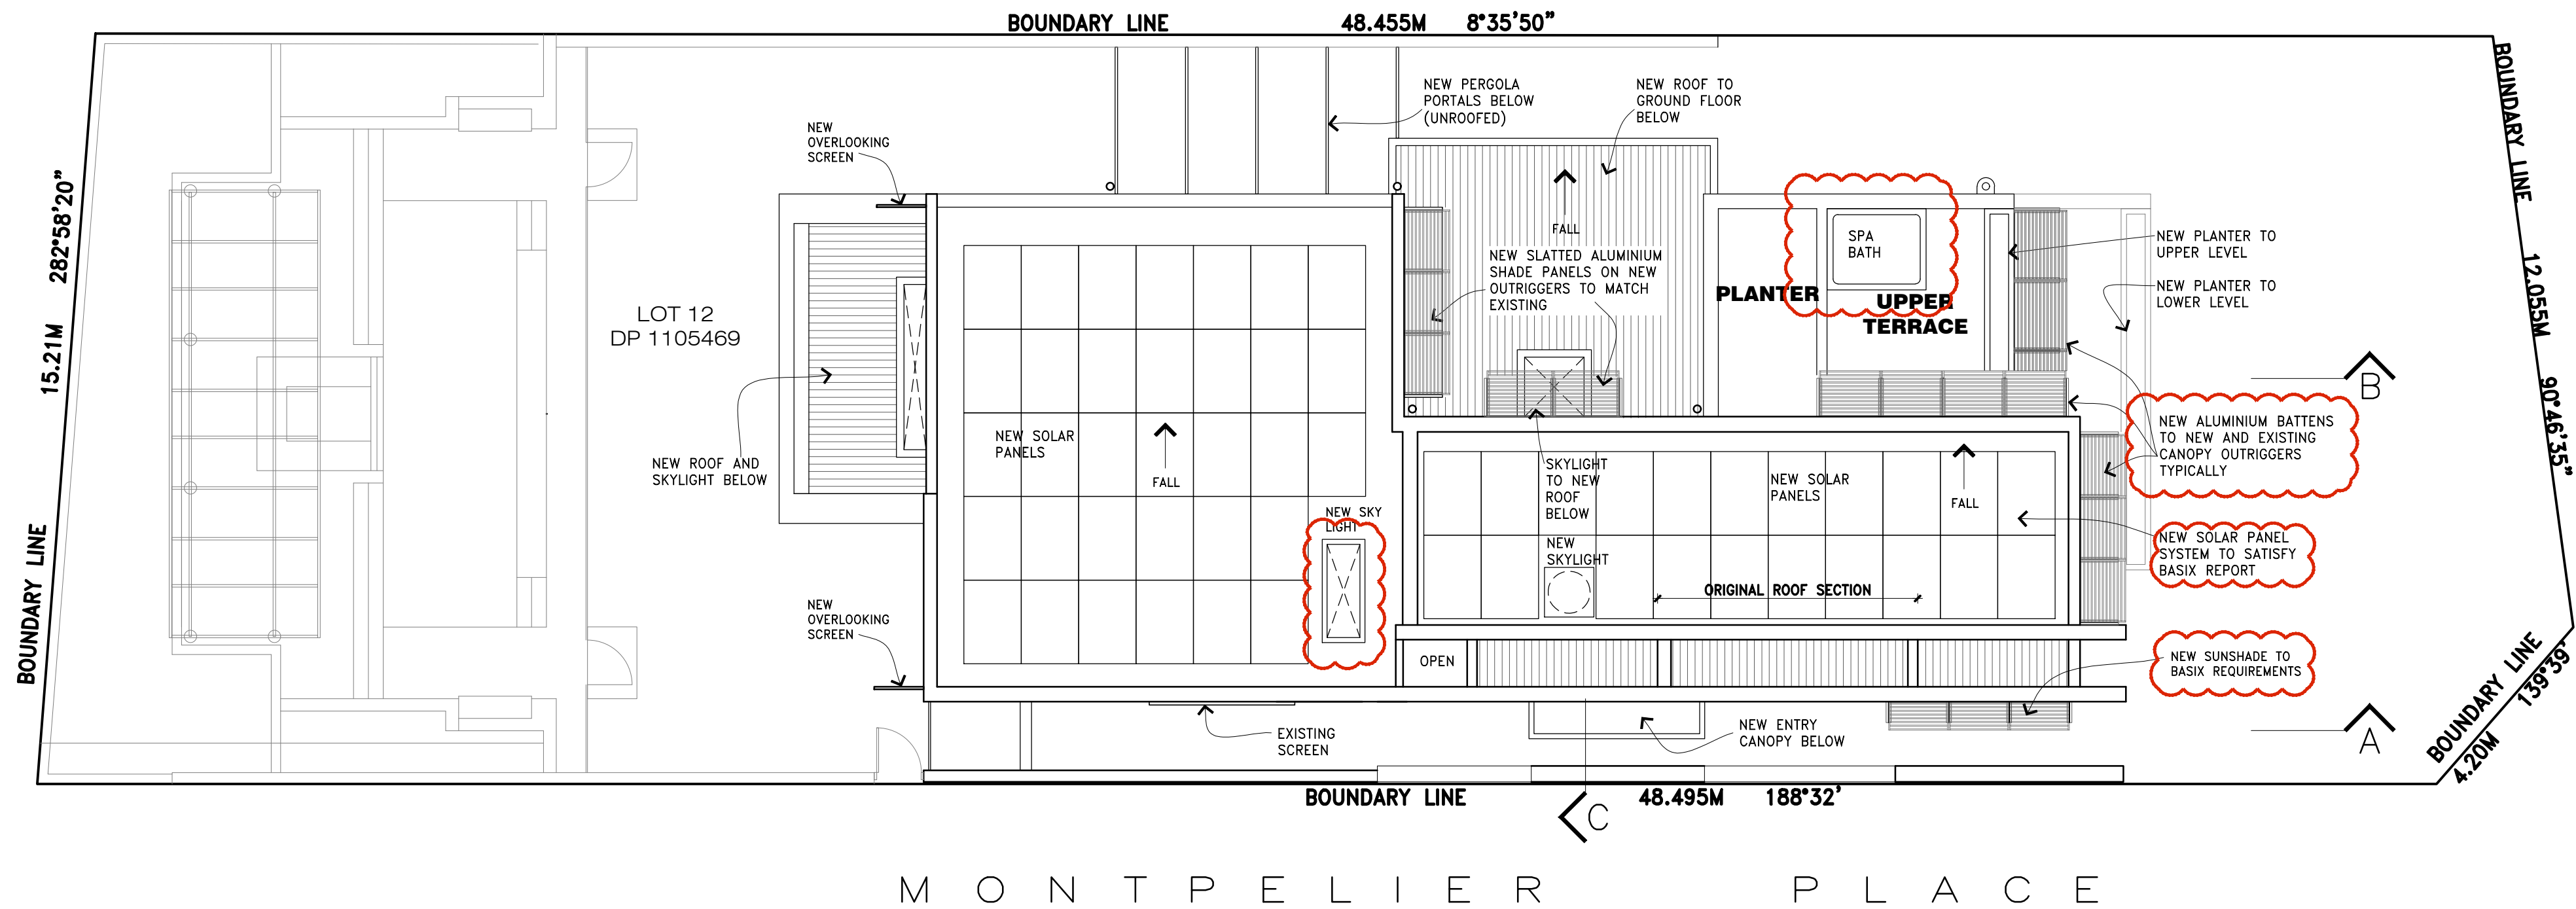 BOUNDARY LINE 48.455M 8°35'50"
BOUNDARY LINE
12.055M
90°46'35"
BOUNDARY LINE
139°39'
4.20M
BOUNDARY LINE 48.495M 188°32'
BOUNDARY LINE
15.21M
282°58'20"
NEW
OVERLOOKING
SCREEN
NEW PERGOLA
PORTALS BELOW
(UNROOFED)
NEW ROOF TO
GROUND FLOOR
BELOW
FALL
NEW SLATTED ALUMINIUM
SHADE PANELS ON NEW
OUTRIGGERS TO MATCH
EXISTING
SPA
BATH
PLANTER
UPPER
TERRACE
NEW PLANTER TO
UPPER LEVEL
NEW PLANTER TO
LOWER LEVEL
LOT 12
DP 1105469
B
NEW ALUMINIUM BATTENS
TO NEW AND EXISTING
CANOPY OUTRIGGERS
TYPICALLY
NEW SOLAR
PANELS
FALL
NEW ROOF AND
SKYLIGHT BELOW
SKYLIGHT
TO NEW
ROOF
BELOW
NEW SOLAR
PANELS
FALL
NEW SKY
LIGHT
NEW
SKYLIGHT
ORIGINAL ROOF SECTION
NEW SOLAR PANEL
SYSTEM TO SATISFY
BASIX REPORT
NEW
OVERLOOKING
SCREEN
OPEN
NEW SUNSHADE TO
BASIX REQUIREMENTS
EXISTING
SCREEN
NEW ENTRY
CANOPY BELOW
A
C
MONTPELIER PLACE